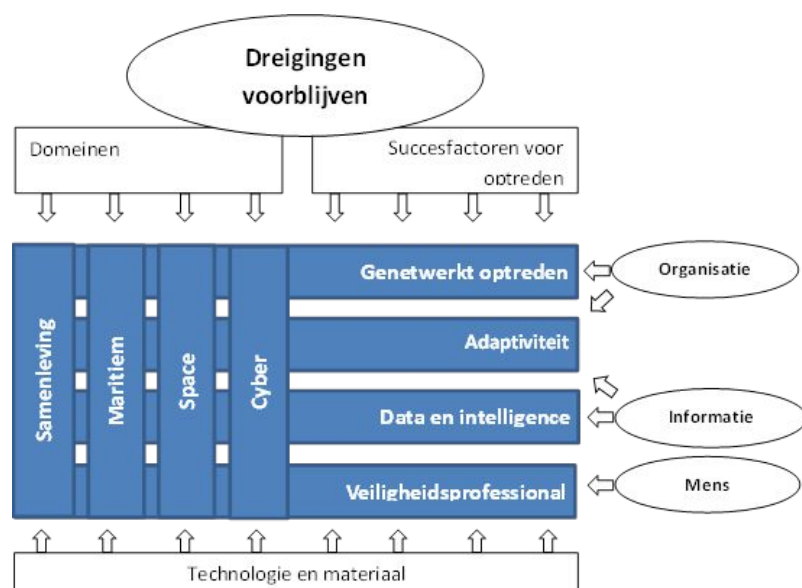 Dreigingen
voorblijven
Domeinen
Succesfactoren voor
optreden
Samenleving
Maritiem
Space
Cyber
Genetwerkt optreden
Adaptiviteit
Data en intelligence
Veiligheidsprofessional
Organisatie
Informatie
Mens
Technologie en materiaal